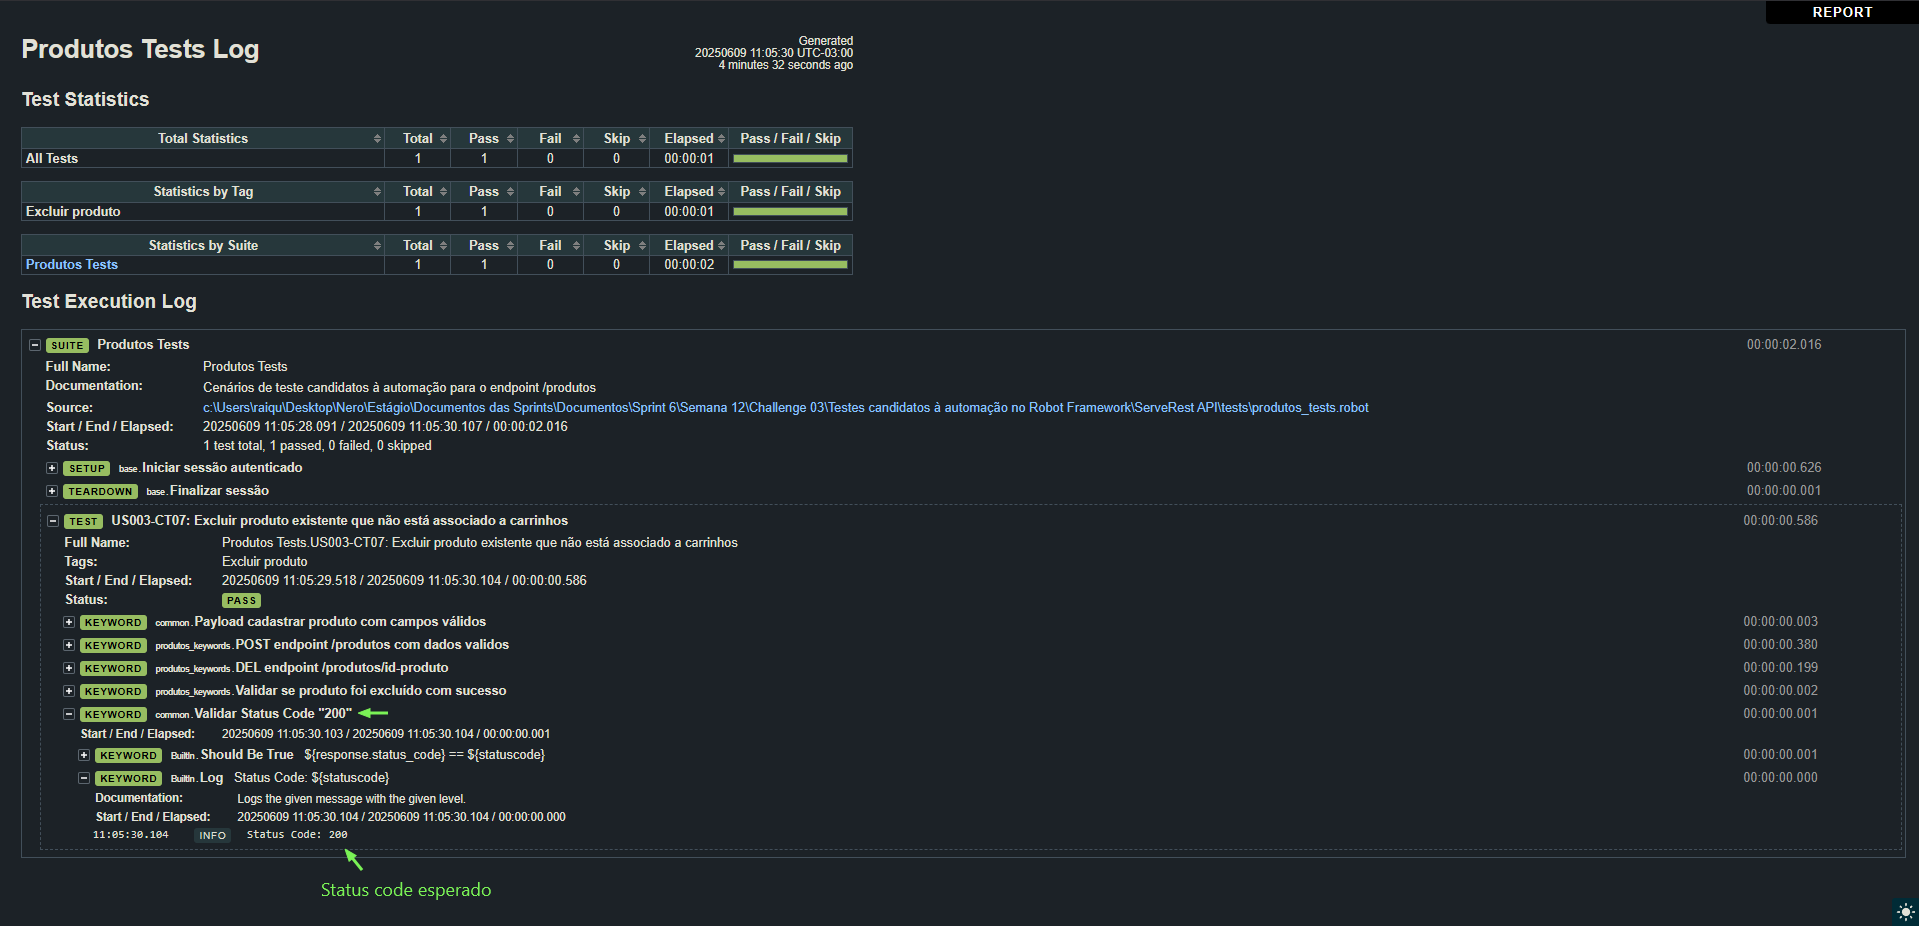 REPORT
Produtos Tests Log
Generated
20250609 11:05:30 UTC-03:00
4 minutes 32 seconds ago
Test Statistics
Total Statistics Total Pass Fail Skip Elapsed Pass / Fail / Skip
All Tests 1 1 0 0 00:00:01
Statistics by Tag Total Pass Fail Skip Elapsed Pass / Fail / Skip
Excluir produto 1 1 0 0 00:00:01
Statistics by Suite Total Pass Fail Skip Elapsed Pass / Fail / Skip
Produtos Tests 1 1 0 0 00:00:02
Test Execution Log
SUITE Produtos Tests 00:00:02.016
Full Name: Produtos Tests
Documentation: Cenários de teste candidatos à automação para o endpoint /produtos
Source: c:\Users\raiqu\Desktop\Nero\Estágio\Documentos das Sprints\Documentos\Sprint 6\Semana 12\Challenge 03\Testes candidatos à automação no Robot Framework\ServeRest API\tests\produtos_tests.robot
Start / End / Elapsed: 20250609 11:05:28.091 / 20250609 11:05:30.107 / 00:00:02.016
Status: 1 test total, 1 passed, 0 failed, 0 skipped
SETUP base.Iniciar sessão autenticado 00:00:00.626
TEARDOWN base.Finalizar sessão 00:00:00.001
TEST US003-CT07: Excluir produto existente que não está associado a carrinhos 00:00:00.586
Full Name: Produtos Tests.US003-CT07: Excluir produto existente que não está associado a carrinhos
Tags: Excluir produto
Start / End / Elapsed: 20250609 11:05:29.518 / 20250609 11:05:30.104 / 00:00:00.586
Status: PASS
KEYWORD common.Payload cadastrar produto com campos válidos 00:00:00.003
KEYWORD produtos_keywords.POST endpoint /produtos com dados validos 00:00:00.380
KEYWORD produtos_keywords.DEL endpoint /produtos/id-produto 00:00:00.199
KEYWORD produtos_keywords.Validar se produto foi excluído com sucesso 00:00:00.002
KEYWORD common.Validar Status Code "200" 00:00:00.001
Start / End / Elapsed: 20250609 11:05:30.103 / 20250609 11:05:30.104 / 00:00:00.001
KEYWORD BuiltIn.Should Be True ${response.status_code} == ${statuscode} 00:00:00.001
KEYWORD BuiltIn.Log Status Code: ${statuscode} 00:00:00.000
Documentation: Logs the given message with the given level.
Start / End / Elapsed: 20250609 11:05:30.104 / 20250609 11:05:30.104 / 00:00:00.000
11:05:30.104 INFO Status Code: 200
Status code esperado